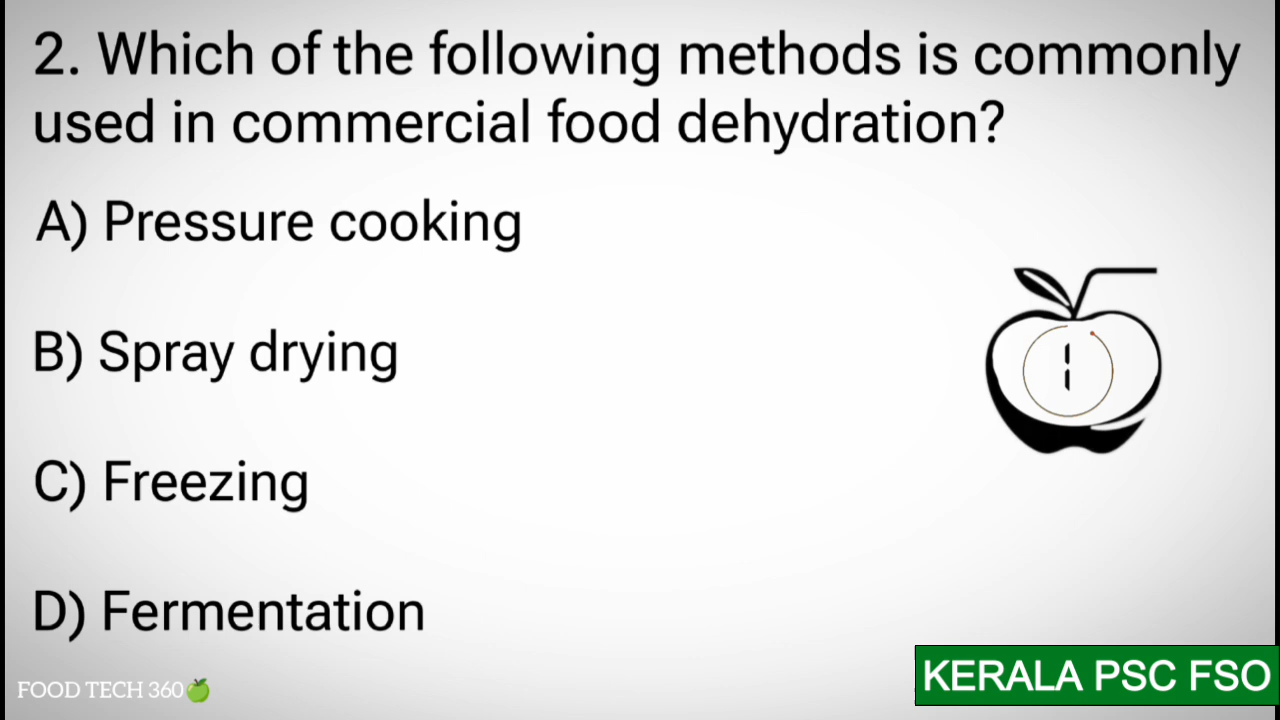 2. Which of the following methods is commonly
used in commercial food dehydration?
A) Pressure cooking
B) Spray drying
1
C) Freezing
D) Fermentation
KERALA PSC FSO
FOOD TECH 360